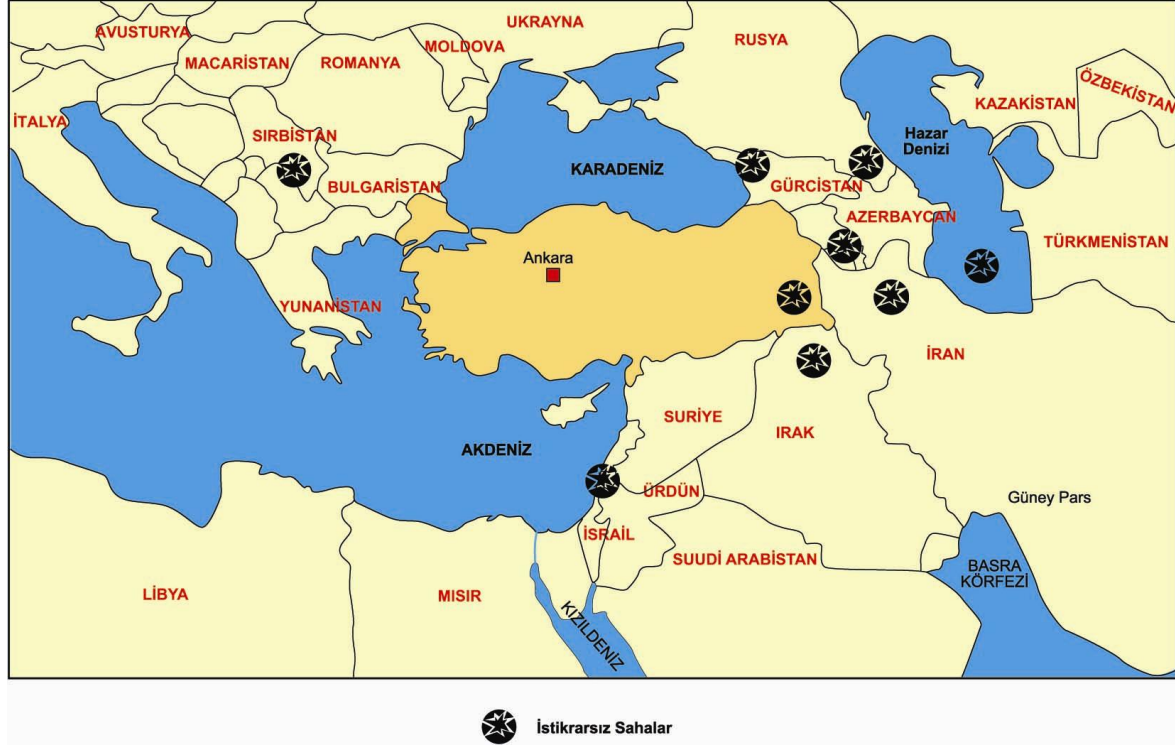 UKRAYNA
AVUSTURYA
MOLDOVA
RUSYA
MACARİSTAN
ROMANYA
ÖZBEKİSTAN
KAZAKİSTAN
İTALYA
SIRBİSTAN
Hazar
Denizi
KARADENİZ
BULGARİSTAN
GÜRCİSTAN
AZERBAYCAN
TÜRKMENİSTAN
Ankara
YUNANİSTAN
İRAN
SURİYE
IRAK
AKDENİZ
ÜRDÜN
Güney Pars
İSRAİL
SUUDİ ARABİSTAN
BASRA
KÖRFEZİ
LİBYA
MISIR
KIZILDENİZ
İstikrarsız Sahalar